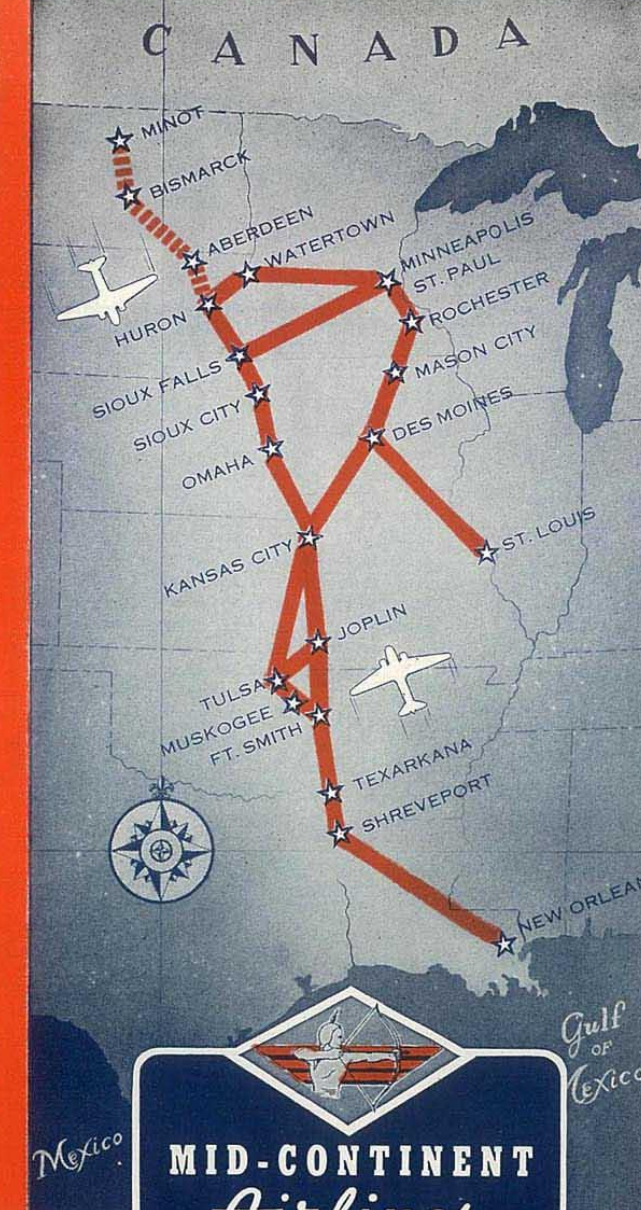 CANADA
MINOT
BISMARCK
ABERDEEN
WATERTOWN
MINNEAPOLIS
ST. PAUL
HURON
ROCHESTER
SIOUX FALLS
MASON CITY
SIOUX CITY
DES MOINES
OMAHA
ST. LOUIS
KANSAS CITY
JOPLIN
TULSA
MUSKOGEE
FT. SMITH
TEXARKANA
SHREVEPORT
NEW ORLEAN
Gulf
OF
Mexico
Mexico
MID-CONTINENT
Airlines